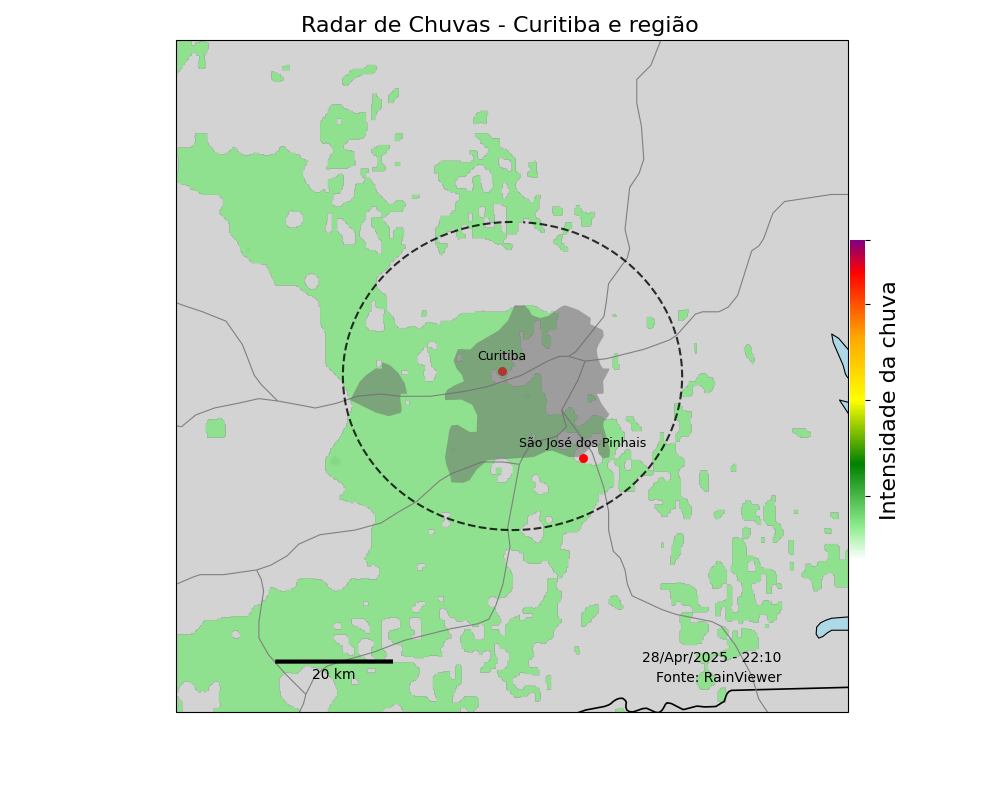 Radar de Chuvas - Curitiba e região
Curitiba
São José dos Pinhais
Intensidade da chuva
28/Apr/2025 - 22:10
Fonte: RainViewer
20 km